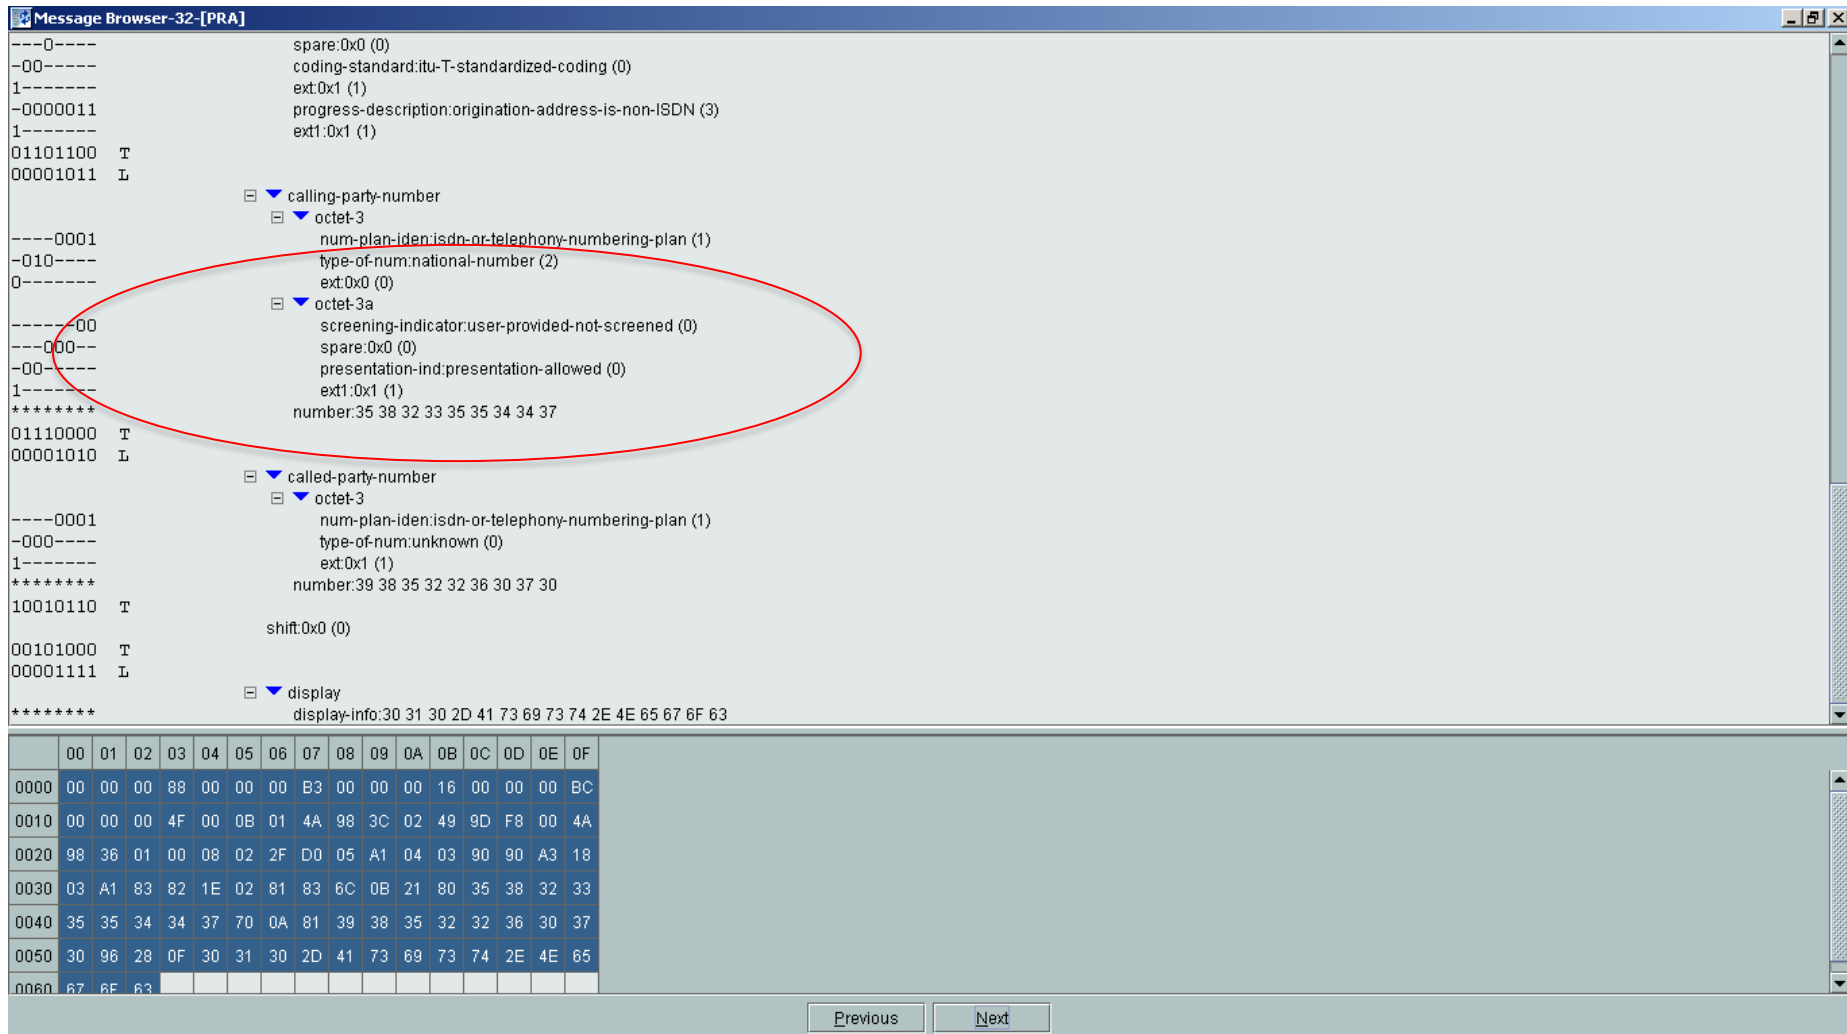 Message Browser-32-[PRA]
---0---- spare:0x0 (0)
-00----- coding-standard:itu-T-standardized-coding (0)
1------- ext:0x1 (1)
-0000011 progress-description:origination-address-is-non-ISDN (3)
1------- ext1:0x1 (1)
01101100 T
00001011 L
calling-party-number
octet-3
----0001 num-plan-iden:isdn-or-telephony-numbering-plan (1)
-010---- type-of-num:national-number (2)
0------- ext:0x0 (0)
octet-3a
------00 screening-indicator:user-provided-not-screened (0)
---000-- spare:0x0 (0)
-00----- presentation-ind:presentation-allowed (0)
1------- ext1:0x1 (1)
******** number:35 38 32 33 35 35 34 34 37
01110000 T
00001010 L
called-party-number
octet-3
----0001 num-plan-iden:isdn-or-telephony-numbering-plan (1)
-000---- type-of-num:unknown (0)
1------- ext:0x1 (1)
******** number:39 38 35 32 32 36 30 37 30
10010110 T
shift:0x0 (0)
00101000 T
00001111 L
display
******** display-info:30 31 30 2D 41 73 69 73 74 2E 4E 65 67 6F 63
00 01 02 03 04 05 06 07 08 09 0A 0B 0C 0D 0E 0F
0000 00 00 00 88 00 00 00 B3 00 00 00 16 00 00 00 BC
0010 00 00 00 4F 00 0B 01 4A 98 3C 02 49 9D F8 00 4A
0020 98 36 01 00 08 02 2F D0 05 A1 04 03 90 90 A3 18
0030 03 A1 83 82 1E 02 81 83 6C 0B 21 80 35 38 32 33
0040 35 35 34 34 37 70 0A 81 39 38 35 32 32 36 30 37
0050 30 96 28 0F 30 31 30 2D 41 73 69 73 74 2E 4E 65
0060 67 6F 63
Previous Next